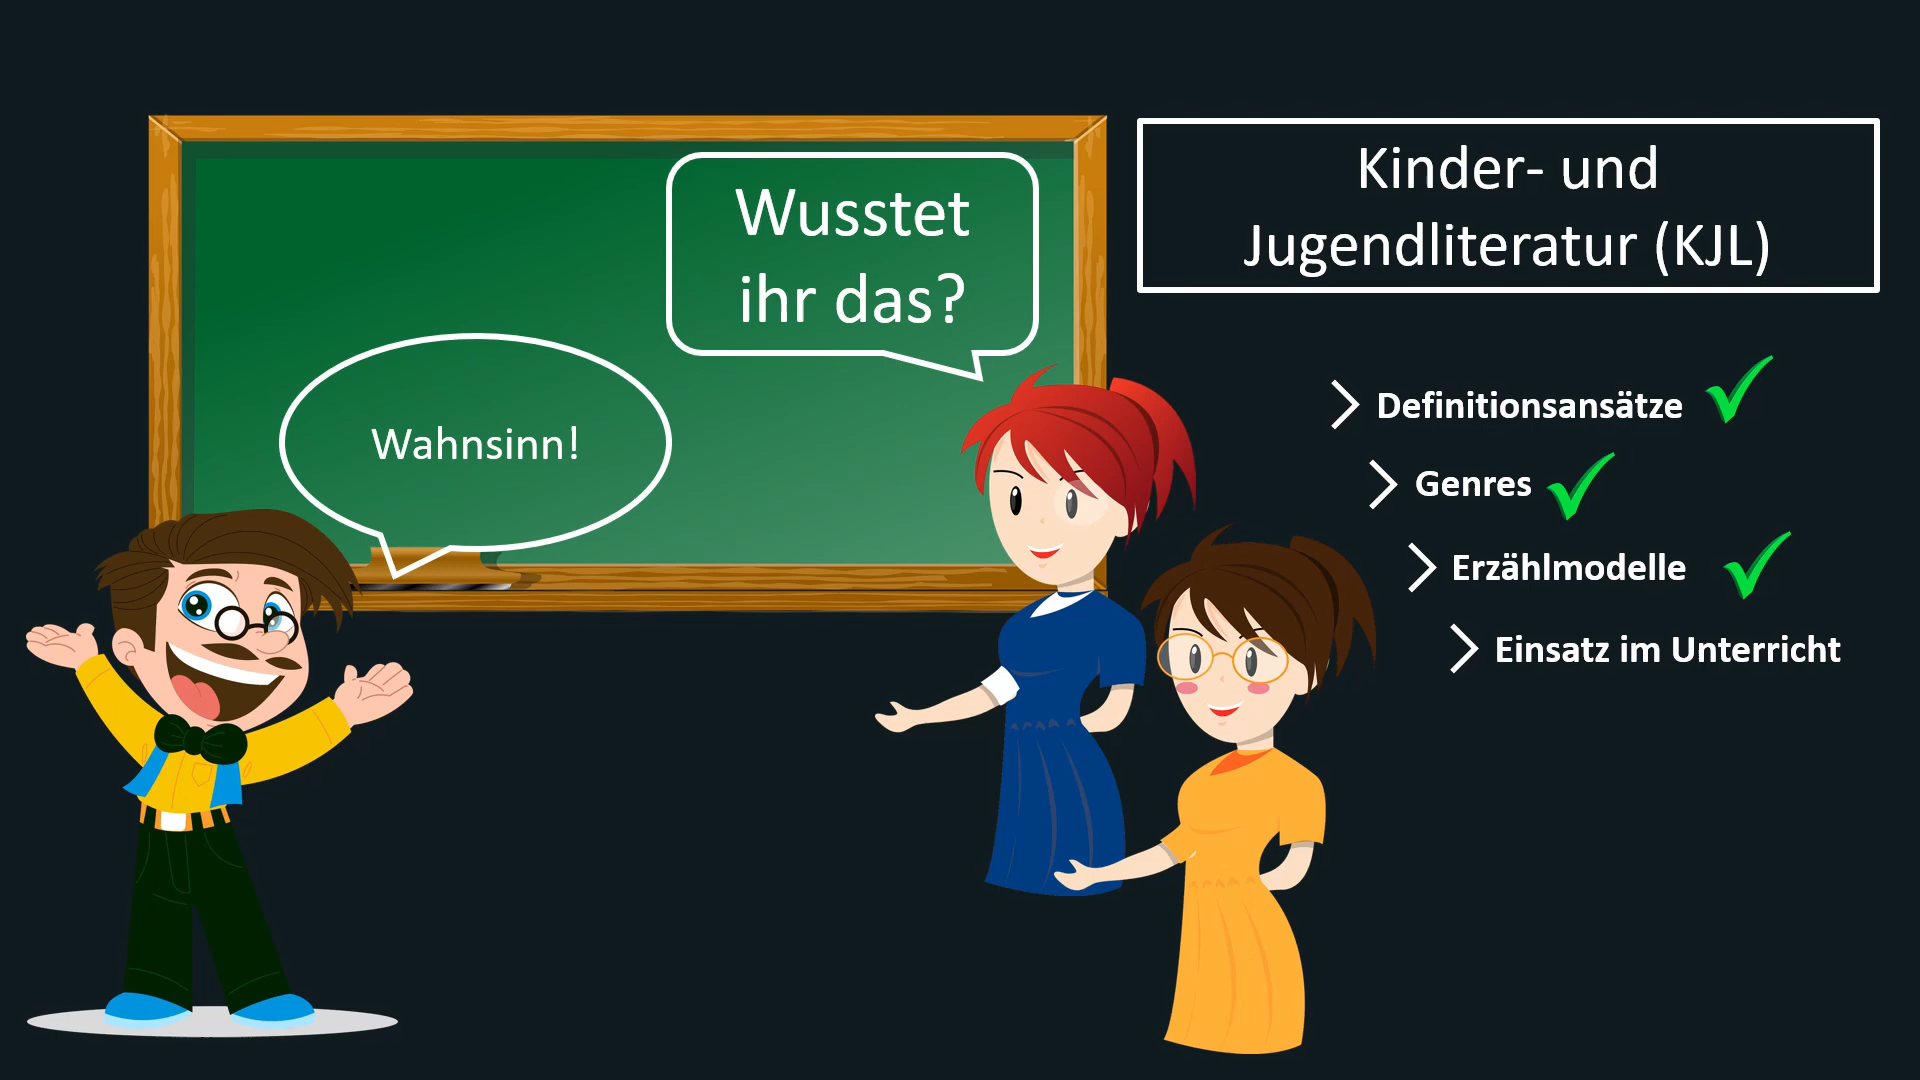 Wusstet
ihr das?
Wahnsinn!
Kinder- und
Jugendliteratur (KJL)
Definitionsansätze
Genres
Erzählmodelle
Einsatz im Unterricht